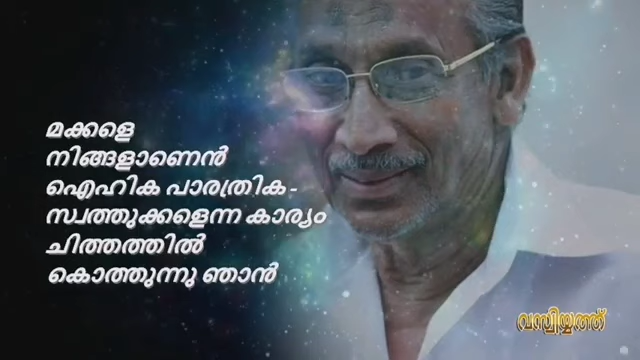 മക്കളെ
നിങ്ങളാണെൻ
ഐഹിക പാരത്രിക -
സ്വത്തുക്കളെന്ന കാര്യം
ചിത്തത്തിൽ
കൊത്തുന്നു ഞാൻ
വസ്വിയ്യത്ത്